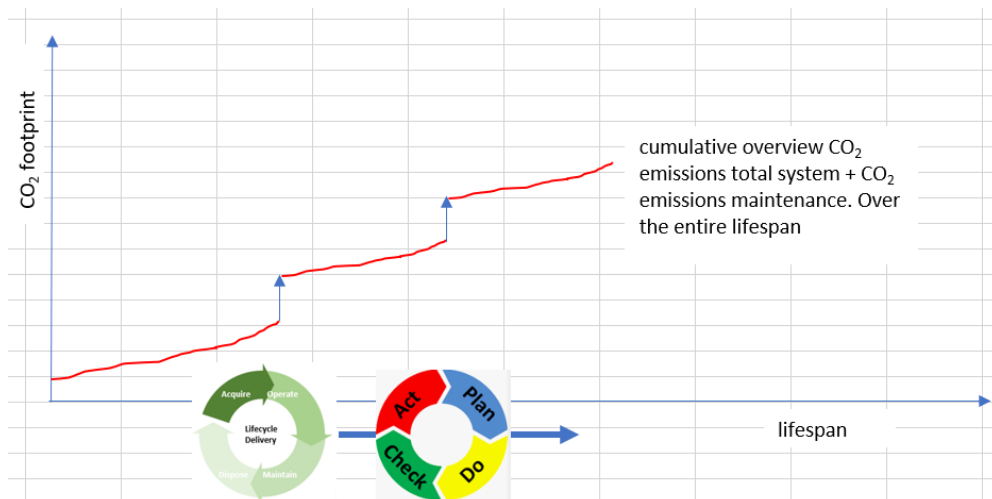 CO₂ footprint
cumulative overview CO₂
emissions total system + CO₂
emissions maintenance. Over
the entire lifespan
Acquire
Operate
Lifecycle
Delivery
Dispose
Maintain
Act
Plan
Check
Do
lifespan